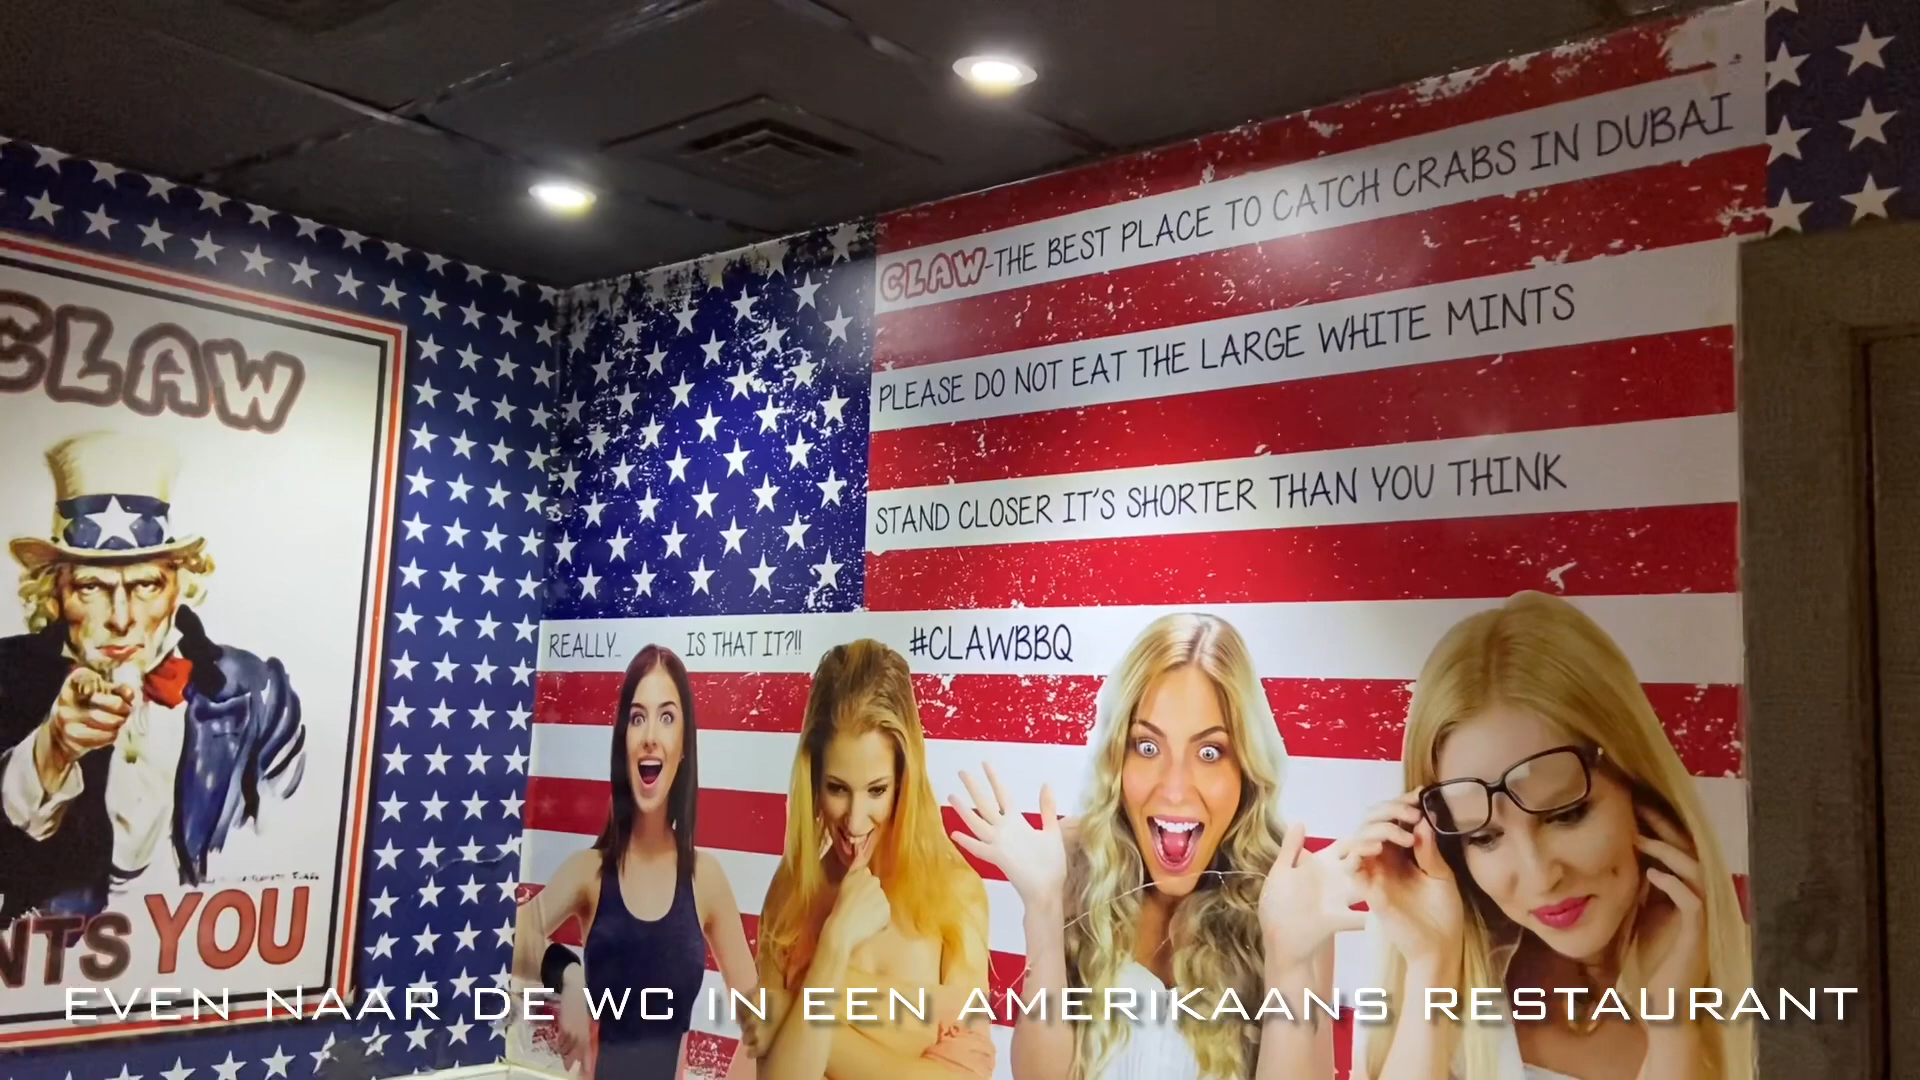 CLAW
NTS YOU
CLAW-THE BEST PLACE TO CATCH CRABS IN DUBAI
PLEASE DO NOT EAT THE LARGE WHITE MINTS
STAND CLOSER IT'S SHORTER THAN YOU THINK
REALLY... IS THAT IT?!! #CLAWBBQ
EVEN NAAR DE WC IN EEN AMERIKAANS RESTAURANT